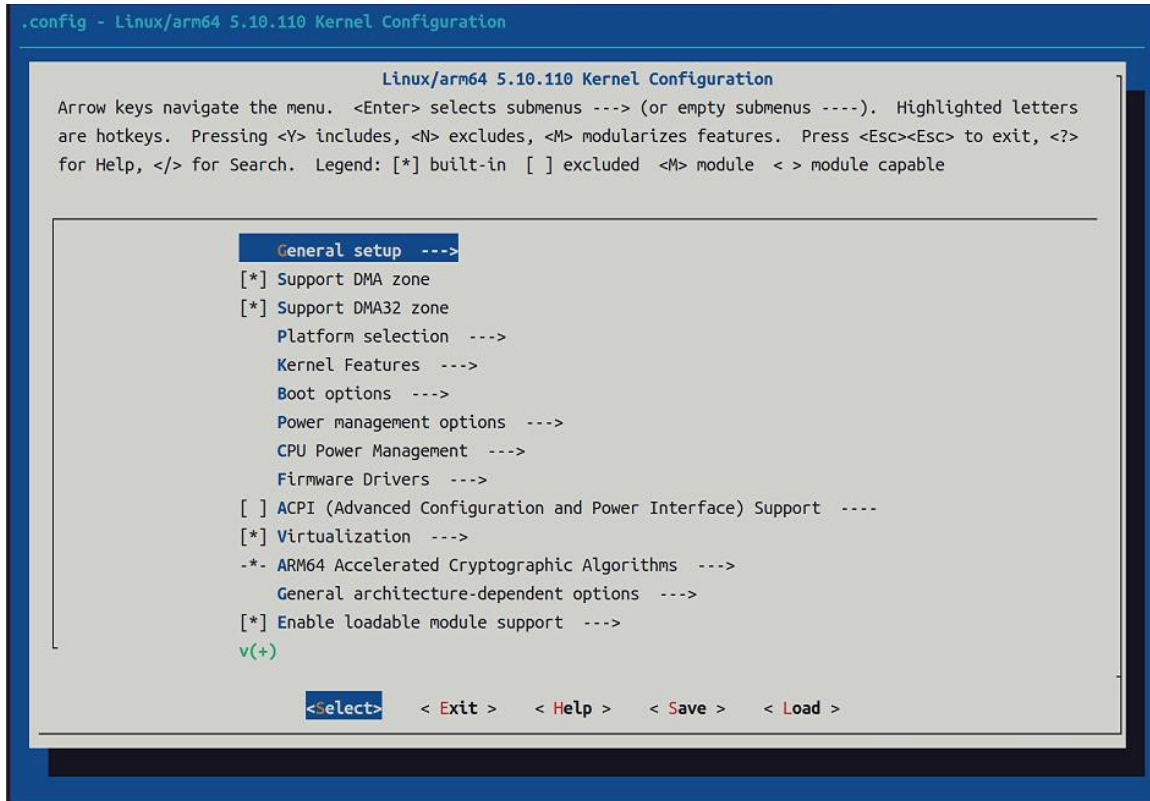 .config - Linux/arm64 5.10.110 Kernel Configuration
Linux/arm64 5.10.110 Kernel Configuration
Arrow keys navigate the menu.  <Enter> selects submenus ---> (or empty submenus ----).  Highlighted letters
are hotkeys.  Pressing <Y> includes, <N> excludes, <M> modularizes features.  Press <Esc><Esc> to exit, <?>
for Help, </> for Search.  Legend: [*] built-in  [ ] excluded  <M> module  < > module capable
General setup  --->
[*] Support DMA zone
[*] Support DMA32 zone
Platform selection  --->
Kernel Features  --->
Boot options  --->
Power management options  --->
CPU Power Management  --->
Firmware Drivers  --->
[ ] ACPI (Advanced Configuration and Power Interface) Support  ----
[*] Virtualization  --->
-*- ARM64 Accelerated Cryptographic Algorithms  --->
General architecture-dependent options  --->
[*] Enable loadable module support  --->
v(+)
<Select>    < Exit >    < Help >    < Save >    < Load >